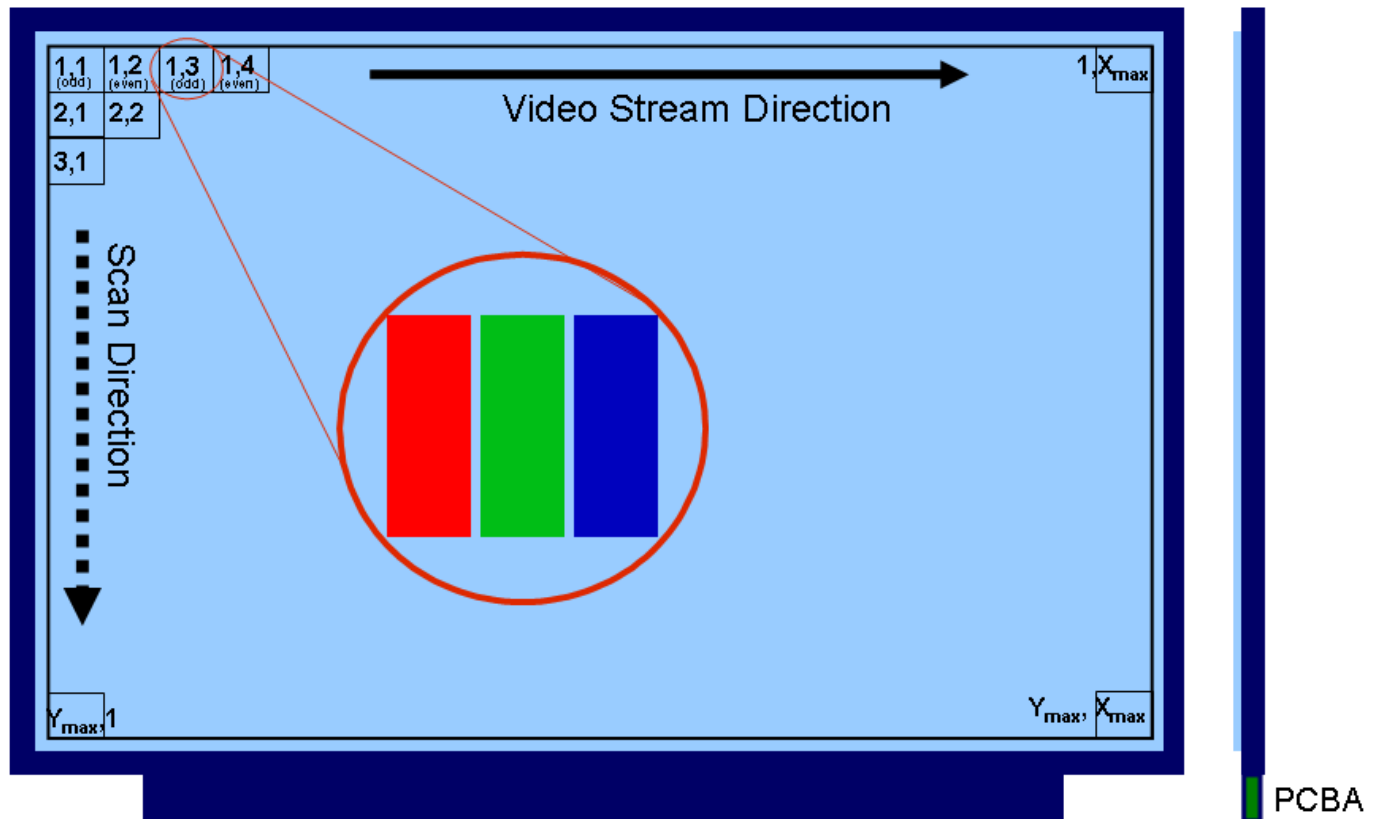 1,1 1,2 1,3 1,4 1,Xmax
(odd) (even) (odd) (even)
2,1 2,2
3,1
Video Stream Direction
Scan Direction
Ymax,1 Ymax, Xmax
PCBA